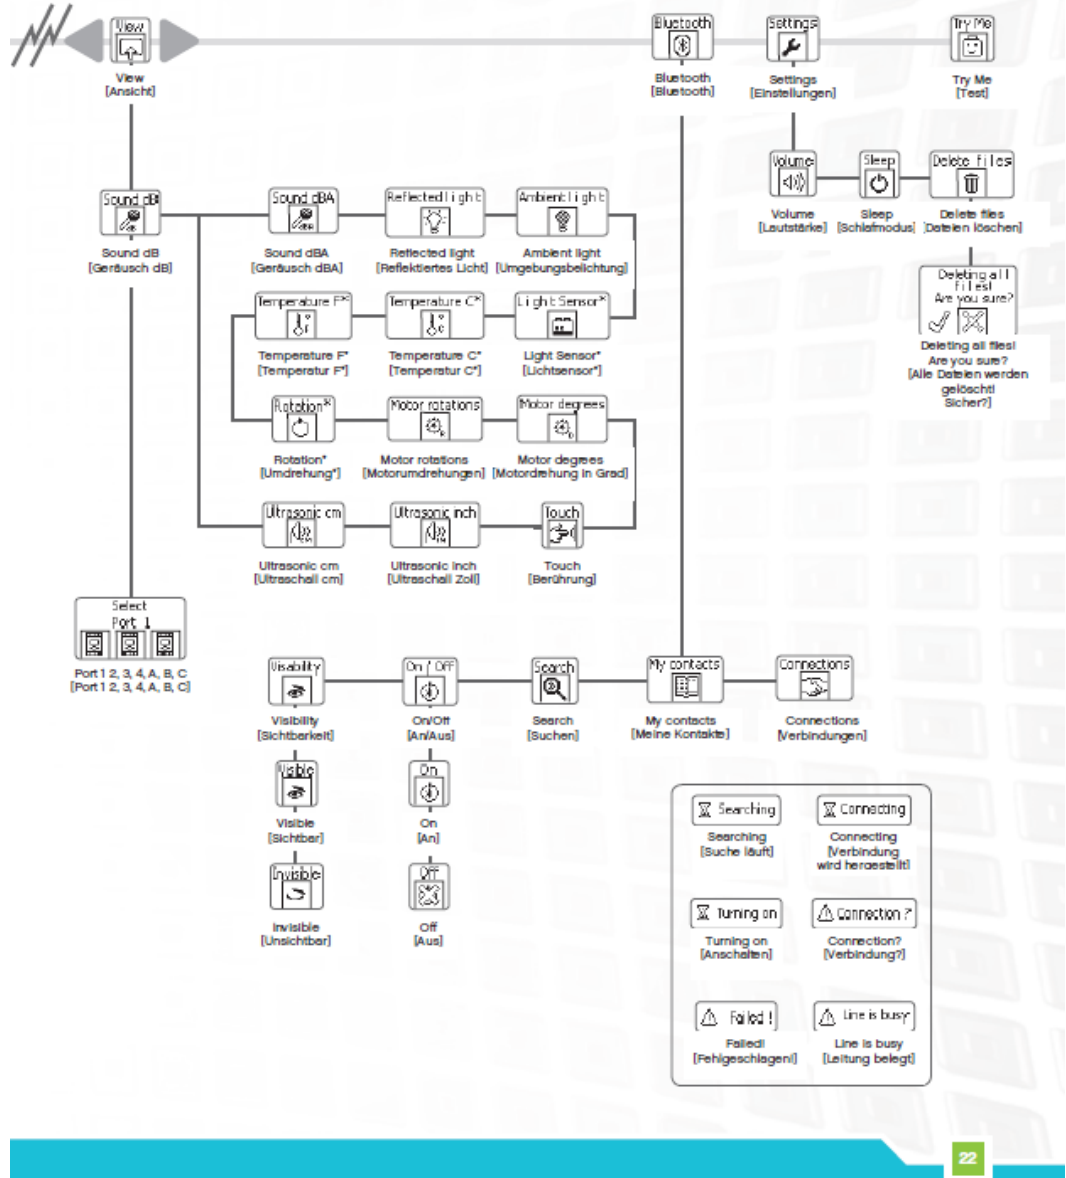 View
Bluetooth
Settings
Try Me
View
[Ansicht]
Bluetooth
[Bluetooth]
Settings
[Einstellungen]
Try Me
[Test]
Volume
Sleep
Delete files
Volume
[Lautstärke]
Sleep
[Schlafmodus]
Delete files
[Dateien löschen]
Deleting all
files!
Are you sure?
Deleting all files!
Are you sure?
[Alle Dateien werden
gelöscht!
Sicher?]
Sound dB
Sound dBA
Reflected light
Ambient light
Sound dB
[Geräusch dB]
Sound dBA
[Geräusch dBA]
Reflected light
[Reflektiertes Licht]
Ambient light
[Umgebungsbelichtung]
Temperature F*
Temperature C*
Light Sensor*
Temperature F*
[Temperatur F*]
Temperature C*
[Temperatur C*]
Light Sensor*
[Lichtsensor*]
Rotation*
Motor rotations
Motor degrees
Rotation*
[Umdrehung*]
Motor rotations
[Motorumdrehungen]
Motor degrees
[Motordrehung in Grad]
Ultrasonic cm
Ultrasonic inch
Touch
Ultrasonic cm
[Ultraschall cm]
Ultrasonic inch
[Ultraschall Zoll]
Touch
[Berührung]
Select
Port 1
Port 1 2, 3, 4, A, B, C
[Port 1 2, 3, 4, A, B, C]
Visability
On / Off
Search
My contacts
Connections
Visibility
[Sichtbarkeit]
On/Off
[An/Aus]
Search
[Suchen]
My contacts
[Meine Kontakte]
Connections
[Verbindungen]
Visible
On
Visible
[Sichtbar]
On
[An]
Invisible
Off
Invisible
[Unsichtbar]
Off
[Aus]
Searching
Connecting
Searching
[Suche läuft]
Connecting
[Verbindung
wird hergestellt]
Turning on
Connection?
Turning on
[Anschalten]
Connection?
[Verbindung?]
Failed!
Line is busy
Failed!
[Fehlgeschlagen!]
Line is busy
[Leitung belegt]
22